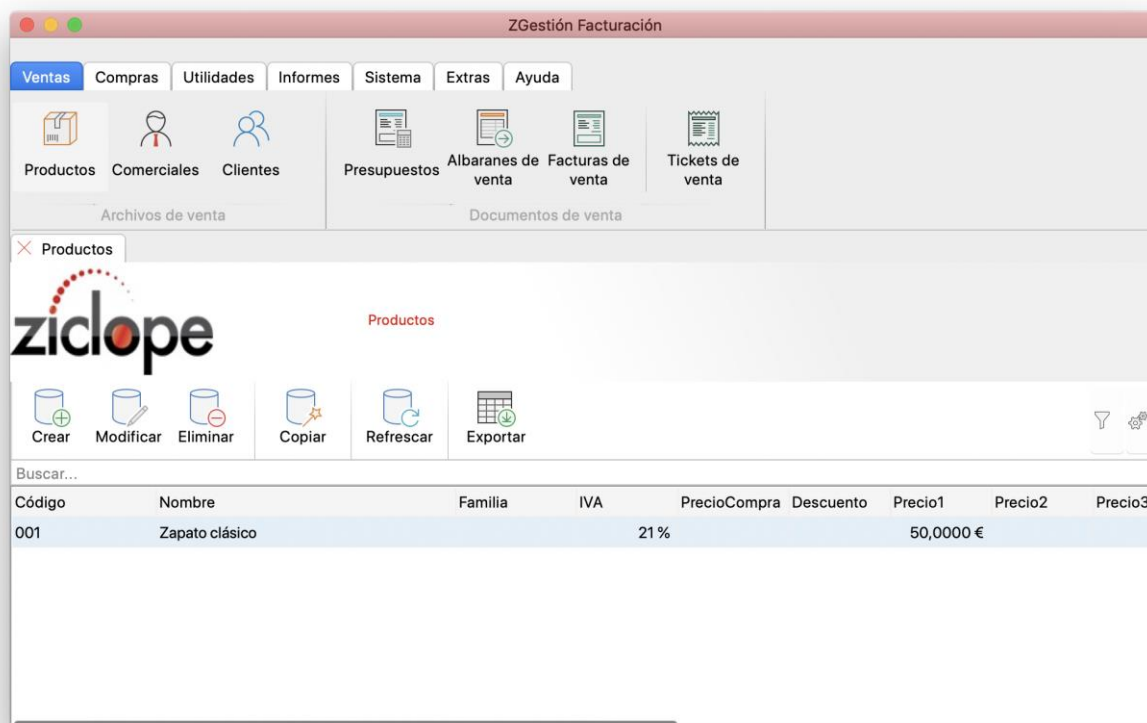 ZGestión Facturación
Ventas Compras Utilidades Informes Sistema Extras Ayuda
Productos Comerciales Clientes Presupuestos Albaranes de venta Facturas de venta Tickets de venta
Archivos de venta Documentos de venta
Productos
ziclope
Productos
Crear Modificar Eliminar Copiar Refrescar Exportar
Buscar...
Código Nombre Familia IVA PrecioCompra Descuento Precio1 Precio2 Precio3
001 Zapato clásico 21 % 50,0000 €